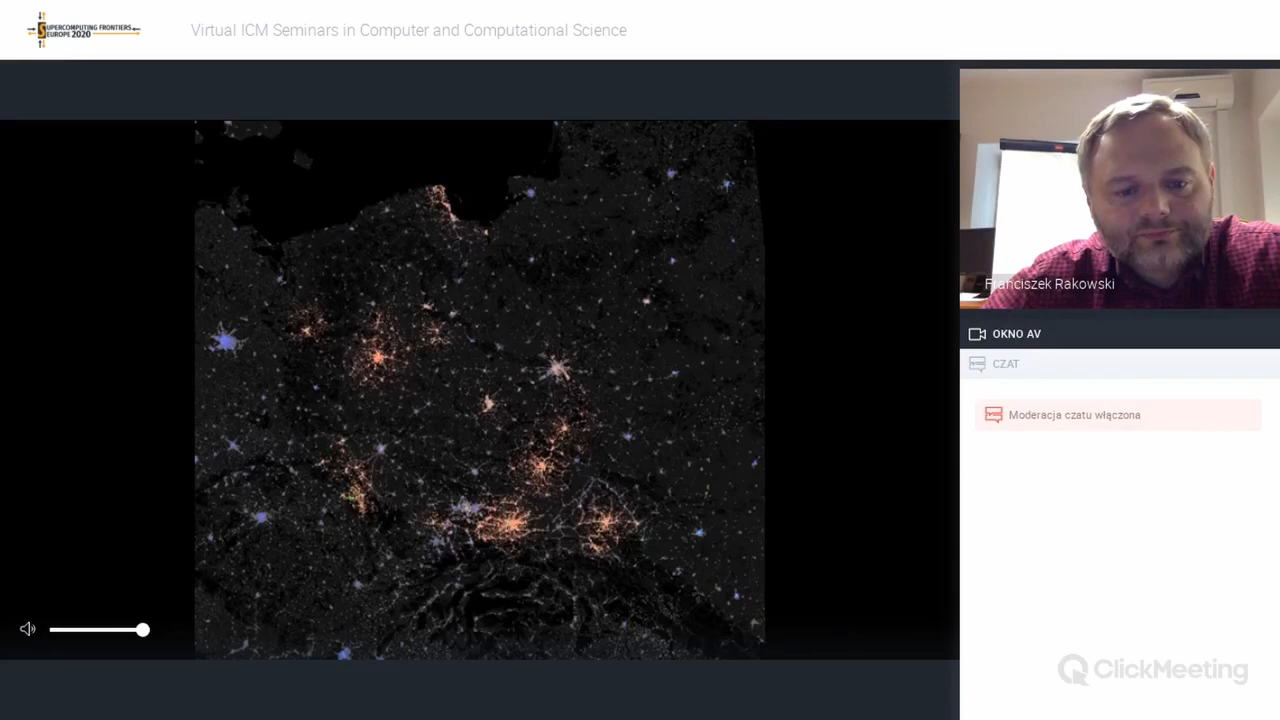 SUPERCOMPUTING FRONTIERS
EUROPE 2020
Virtual ICM Seminars in Computer and Computational Science
Franciszek Rakowski
OKNO AV
CZAT
Moderacja czatu włączona
ClickMeeting